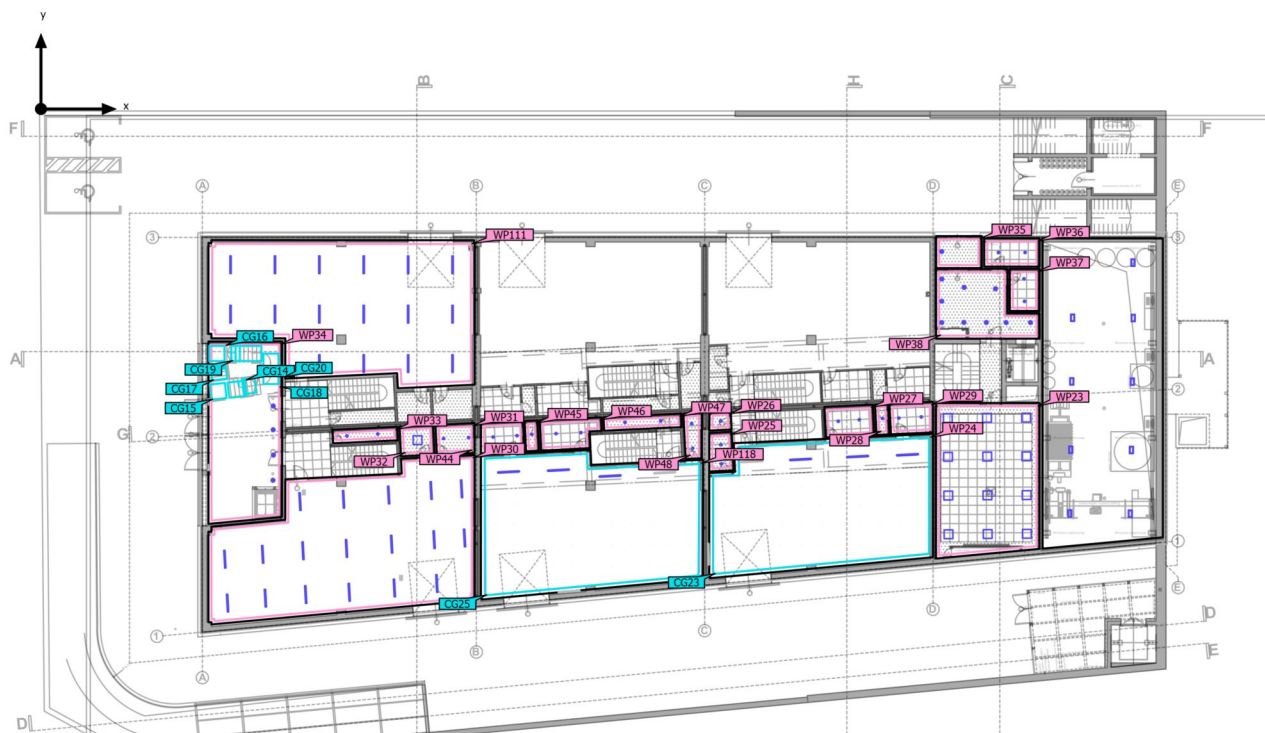 y
x
B
H
C
F
F
A
B
C
D
E
3
WP111
WP35
WP36
3
WP37
CG16
WP34
A
WP38
A
CG19
CG14
CG20
CG17
CG18
2
CG15
WP31
WP45
WP46
WP47
WP26
WP27
WP29
WP23
G
2
WP33
WP25
WP24
WP28
WP32
WP44
WP30
WP48
WP118
1
CG23
CG25
E
D
1
C
D
B
E
A
D